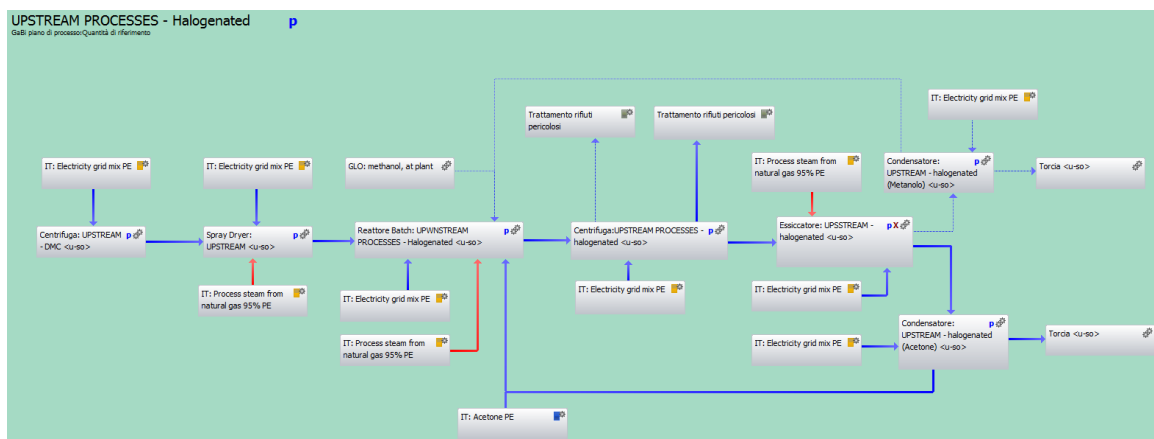 UPSTREAM PROCESSES - Halogenated p
GaBi piano di processo:Quantità di riferimento
IT: Electricity grid mix PE
Trattamento rifiuti
pericolosi
Trattamento rifiuti pericolosi
IT: Electricity grid mix PE
IT: Electricity grid mix PE
GLO: methanol, at plant
IT: Process steam from
natural gas 95% PE
Condensatore: p
UPSTREAM - halogenated
(Metanolo) <u-so>
Torcia <u-so>
Centrifuga: UPSTREAM p
- DMC <u-so>
Spray Dryer: p
UPSTREAM <u-so>
Reattore Batch: UPWNSTREAM p
PROCESSES - Halogenated <u-so>
Centrifuga:UPSTREAM PROCESSES - p
halogenated <u-so>
Essiccatore: UPSSTREAM - p X
halogenated <u-so>
IT: Process steam from
natural gas 95% PE
IT: Electricity grid mix PE
IT: Electricity grid mix PE
IT: Electricity grid mix PE
IT: Process steam from
natural gas 95% PE
IT: Electricity grid mix PE
Condensatore: p
UPSTREAM - halogenated
(Acetone) <u-so>
Torcia <u-so>
IT: Acetone PE